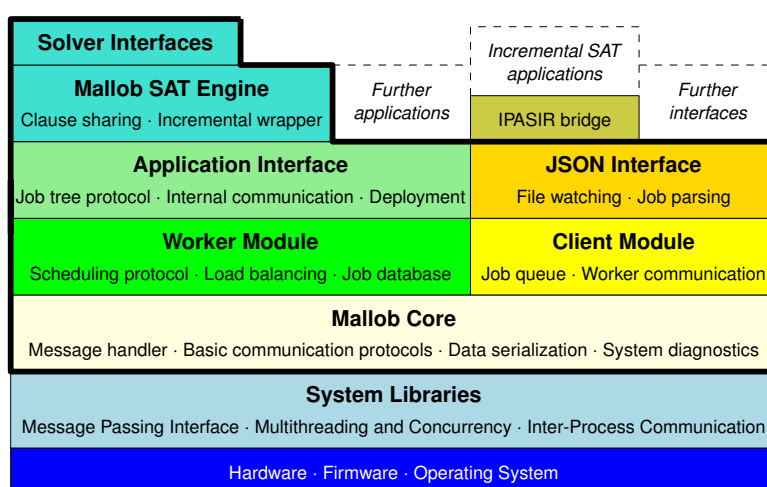 Solver Interfaces
Incremental SAT
applications
Mallob SAT Engine
Clause sharing · Incremental wrapper
Further
applications
IPASIR bridge
Further
interfaces
Application Interface
Job tree protocol · Internal communication · Deployment
JSON Interface
File watching · Job parsing
Worker Module
Scheduling protocol · Load balancing · Job database
Client Module
Job queue · Worker communication
Mallob Core
Message handler · Basic communication protocols · Data serialization · System diagnostics
System Libraries
Message Passing Interface · Multithreading and Concurrency · Inter-Process Communication
Hardware · Firmware · Operating System